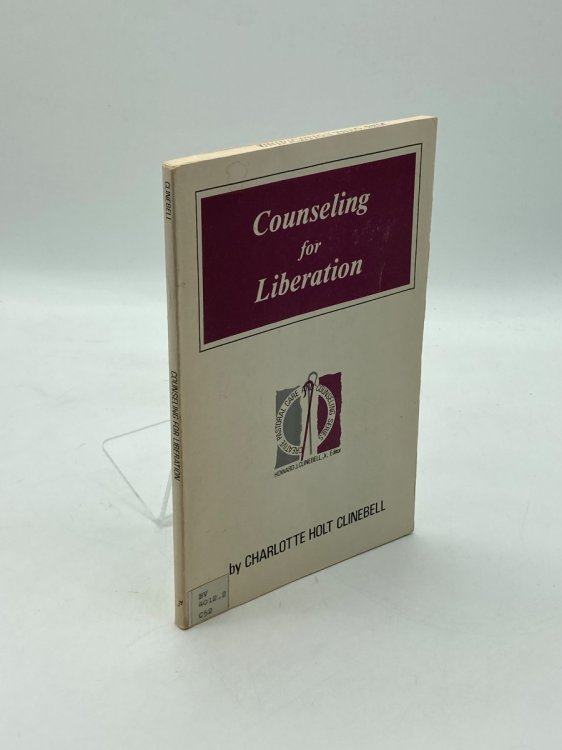 Counseling
for
Liberation
CREATIVE PASTORAL CARE AND COUNSELING SERIES
HOWARD J. CLINEBELL, Jr., Editor
by CHARLOTTE HOLT CLINEBELL
CLINEBELL
COUNSELING FOR LIBERATION
BV
4012.2
C52